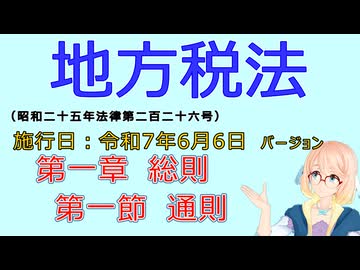 地方税法
(昭和二十五年法律第二百二十六号)
施行日：令和7年6月6日 バージョン
第一章 総則
第一節 通則